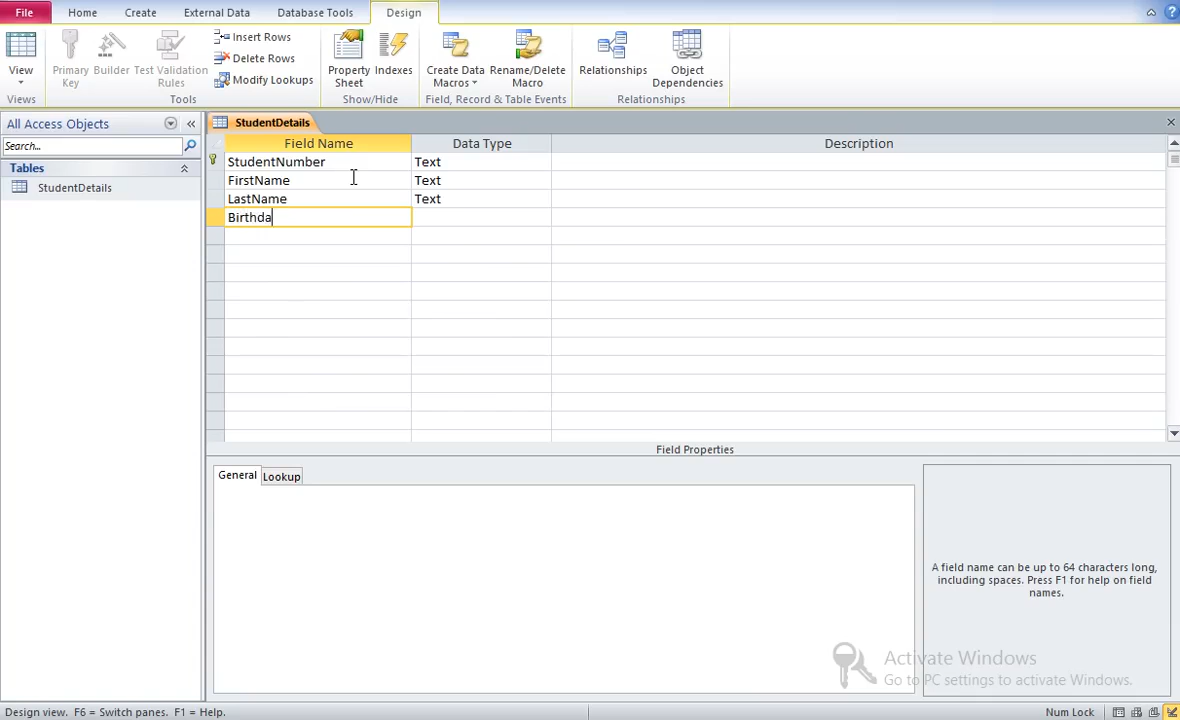 File Home Create External Data Database Tools Design
View
Views
Primary Key
Builder
Test Validation Rules
Insert Rows
Delete Rows
Modify Lookups
Tools
Property Sheet
Indexes
Show/Hide
Create Data Macros
Rename/Delete Macro
Field, Record & Table Events
Relationships
Object Dependencies
Relationships
All Access Objects
Search...
Tables
StudentDetails
StudentDetails
Field Name Data Type Description
StudentNumber Text
FirstName Text
LastName Text
Birthda
Field Properties
General Lookup
A field name can be up to 64 characters long,
including spaces. Press F1 for help on field
names.
Activate Windows
Go to PC settings to activate Windows.
Design view. F6 = Switch panes. F1 = Help.
Num Lock